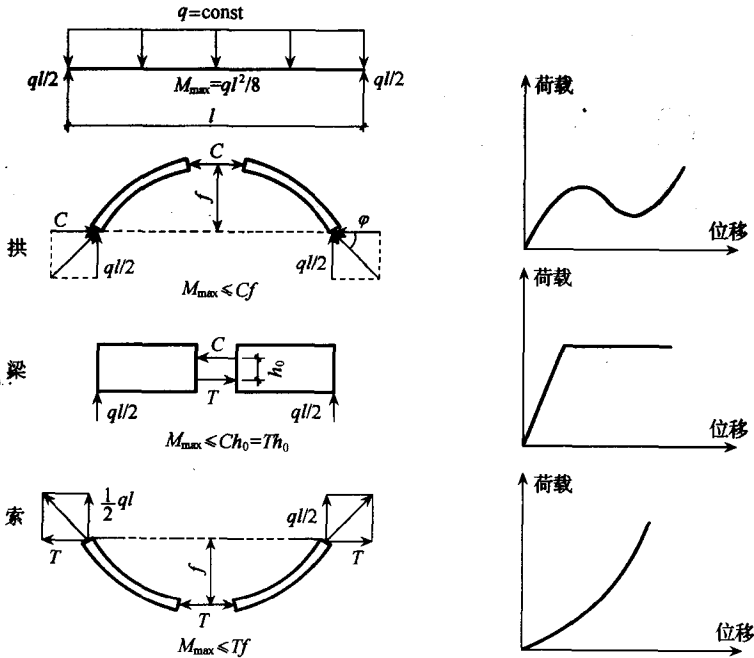 q=const
ql/2
M_max=ql²/8
ql/2
l
拱
C
f
C
φ
ql/2
ql/2
M_max≤Cf
荷载
位移
梁
C
h₀
T
ql/2
ql/2
M_max≤Ch₀=Th₀
荷载
位移
索
1/2 ql
ql/2
T
T
f
T
M_max≤Tf
荷载
位移